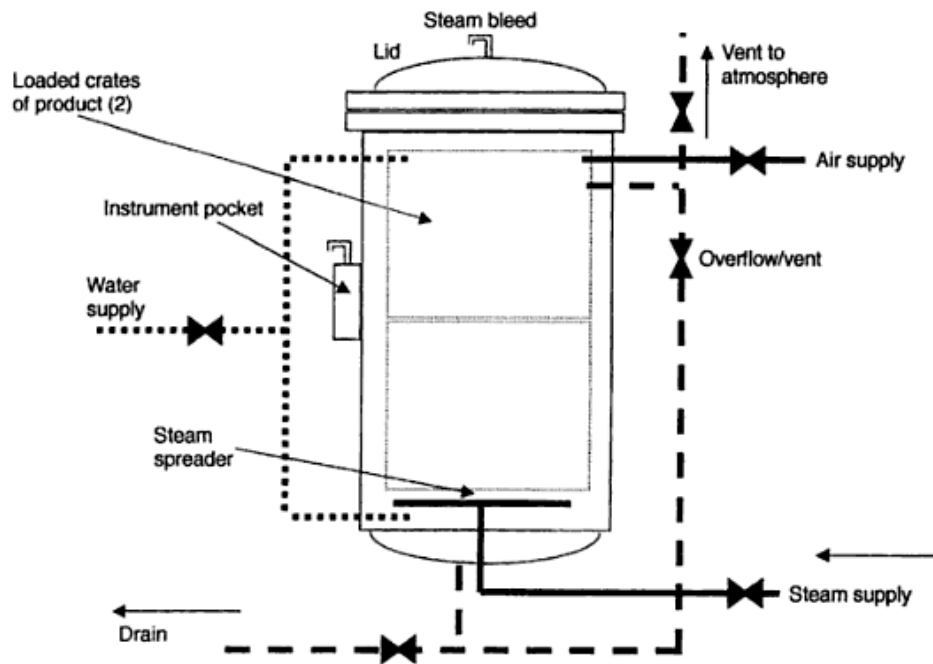 Steam bleed
Lid
Vent to
atmosphere
Loaded crates
of product (2)
Air supply
Instrument pocket
Overflow/vent
Water
supply
Steam
spreader
Steam supply
Drain